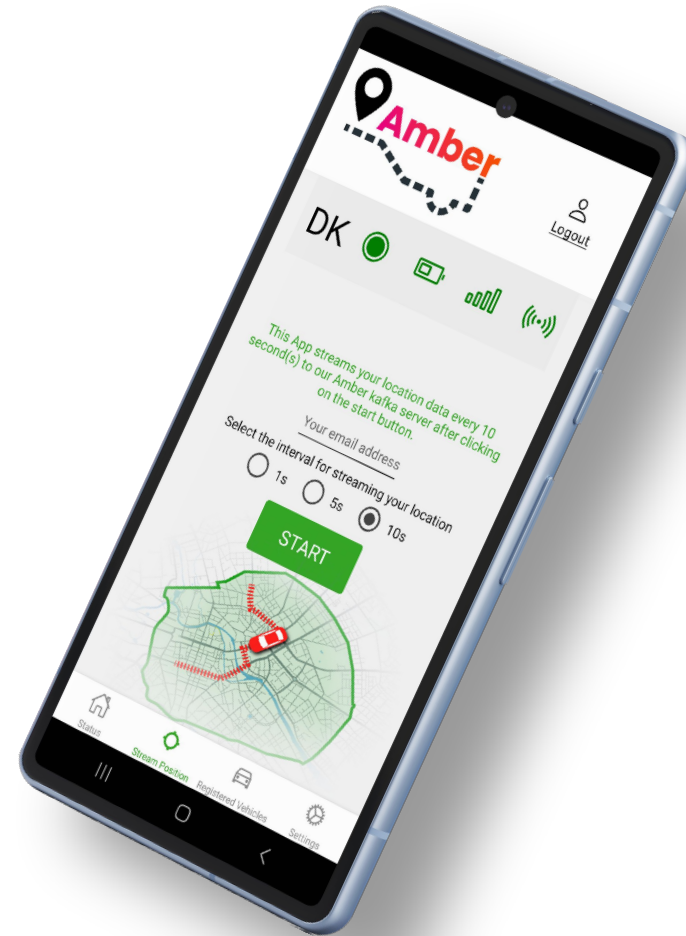 Amber
Logout
DK
This App streams your location data every 10
second(s) to our Amber kafka server after clicking
on the start button.
Your email address
Select the interval for streaming your location
1s
5s
10s
START
Status
Stream Position
Registered Vehicles
Settings